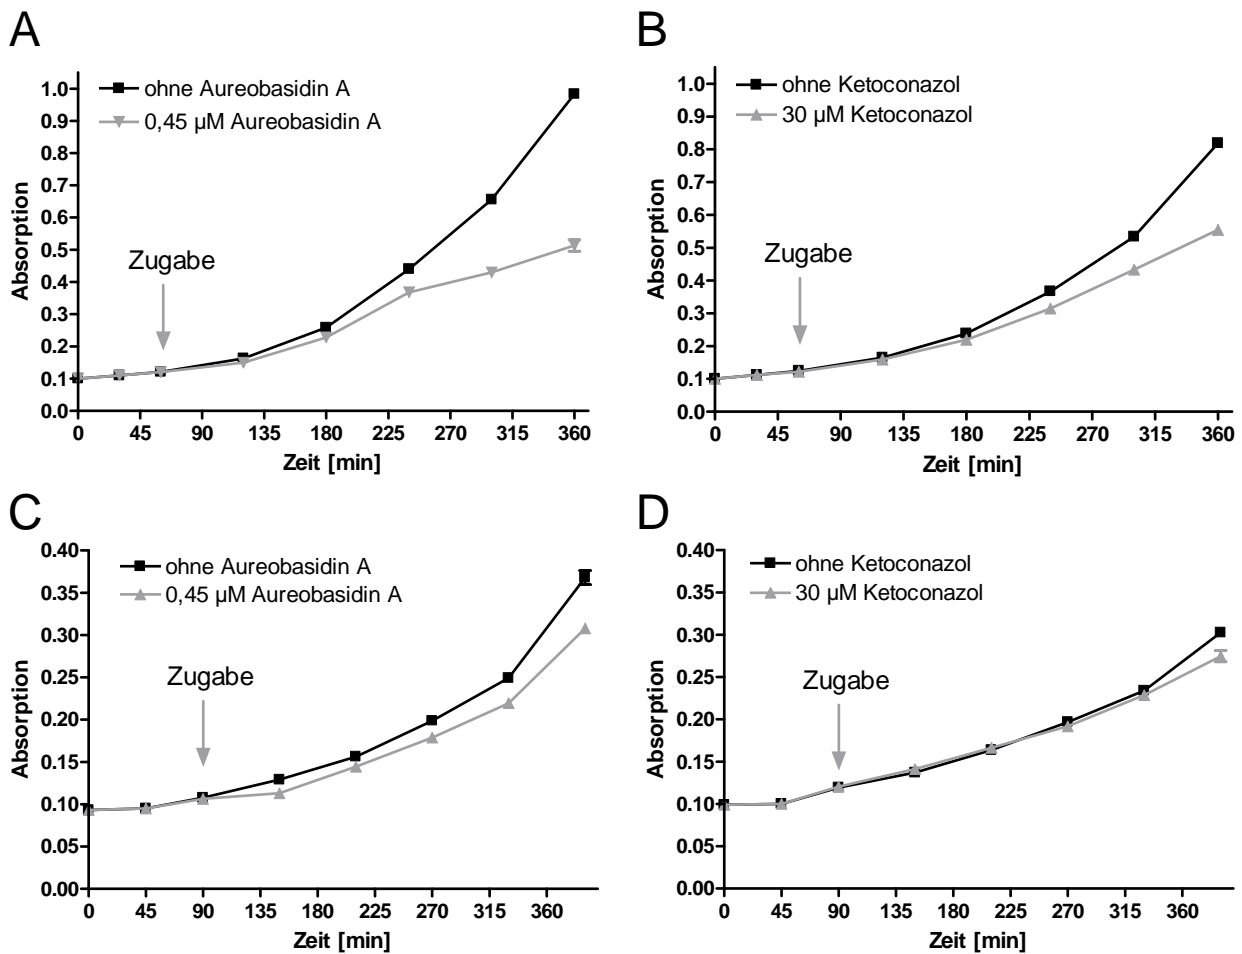 A
ohne Aureobasidin A
0,45 µM Aureobasidin A
Zugabe
Absorption
1.0
0.9
0.8
0.7
0.6
0.5
0.4
0.3
0.2
0.1
0.0
0 45 90 135 180 225 270 315 360
Zeit [min]
B
ohne Ketoconazol
30 µM Ketoconazol
Zugabe
Absorption
1.0
0.9
0.8
0.7
0.6
0.5
0.4
0.3
0.2
0.1
0.0
0 45 90 135 180 225 270 315 360
Zeit [min]
C
ohne Aureobasidin A
0,45 µM Aureobasidin A
Zugabe
Absorption
0.40
0.35
0.30
0.25
0.20
0.15
0.10
0.05
0.00
0 45 90 135 180 225 270 315 360
Zeit [min]
D
ohne Ketoconazol
30 µM Ketoconazol
Zugabe
Absorption
0.40
0.35
0.30
0.25
0.20
0.15
0.10
0.05
0.00
0 45 90 135 180 225 270 315 360
Zeit [min]